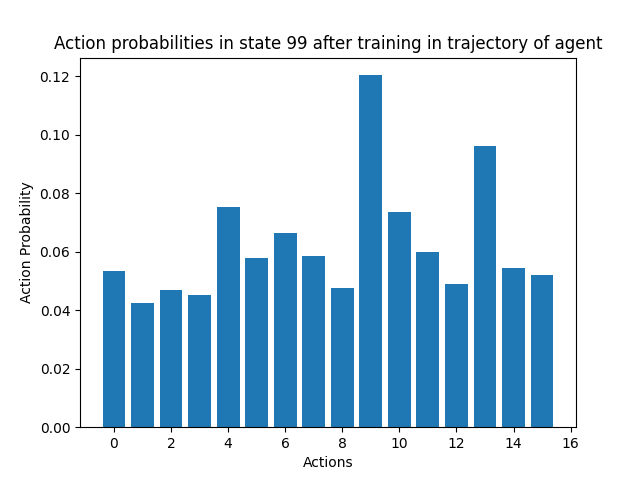 Action probabilities in state 99 after training in trajectory of agent
0.12
0.10
0.08
0.06
0.04
0.02
0.00
Action Probability
0 2 4 6 8 10 12 14 16
Actions